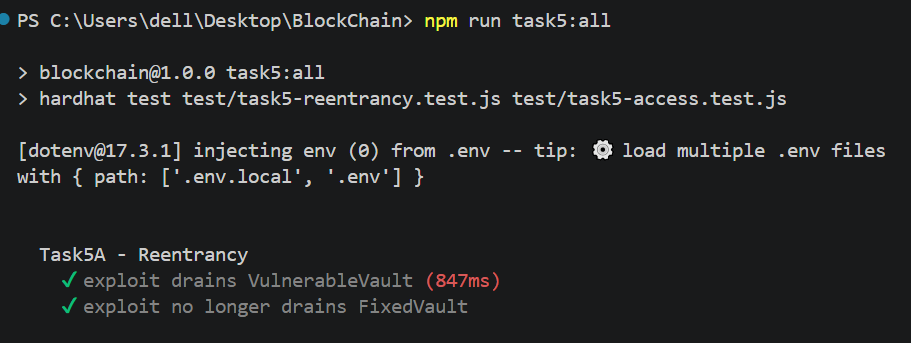 PS C:\Users\dell\Desktop\BlockChain> npm run task5:all
> blockchain@1.0.0 task5:all
> hardhat test test/task5-reentrancy.test.js test/task5-access.test.js
[dotenv@17.3.1] injecting env (0) from .env -- tip: ⚙️ load multiple .env files
with { path: ['.env.local', '.env'] }
Task5A - Reentrancy
✓ exploit drains VulnerableVault (847ms)
✓ exploit no longer drains FixedVault